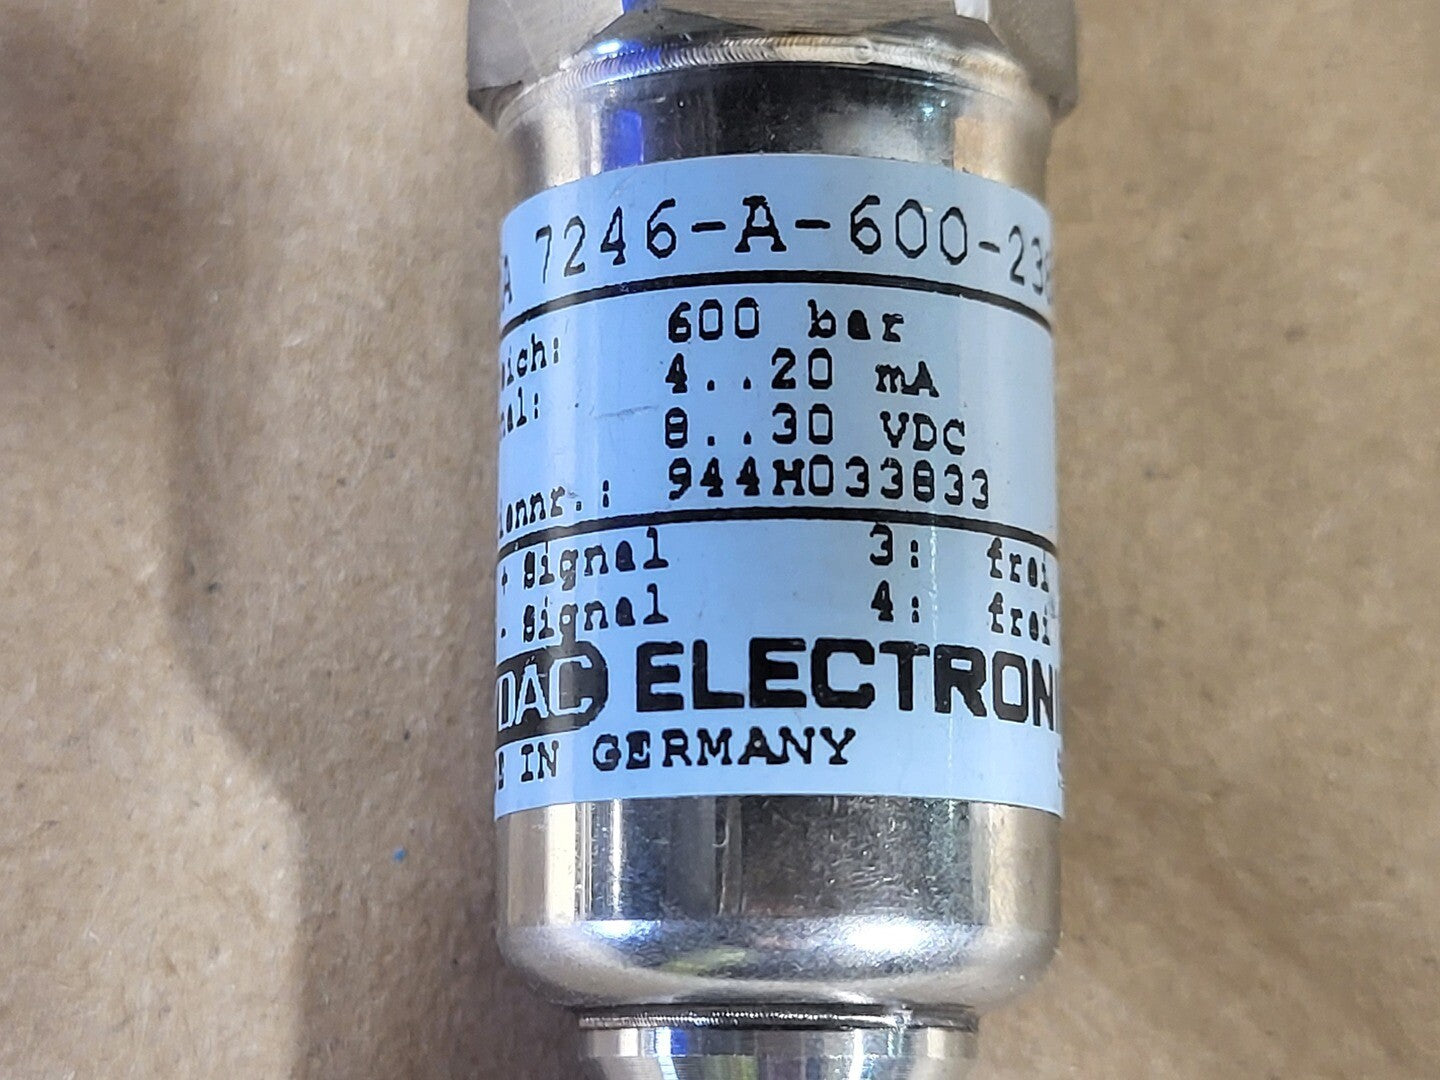 A 7246-A-600-23
600 bar
4..20 mA
8..30 VDC
944H033833
+ Signal 3: frei
- Signal 4: frei
DAC ELECTRON
IN GERMANY